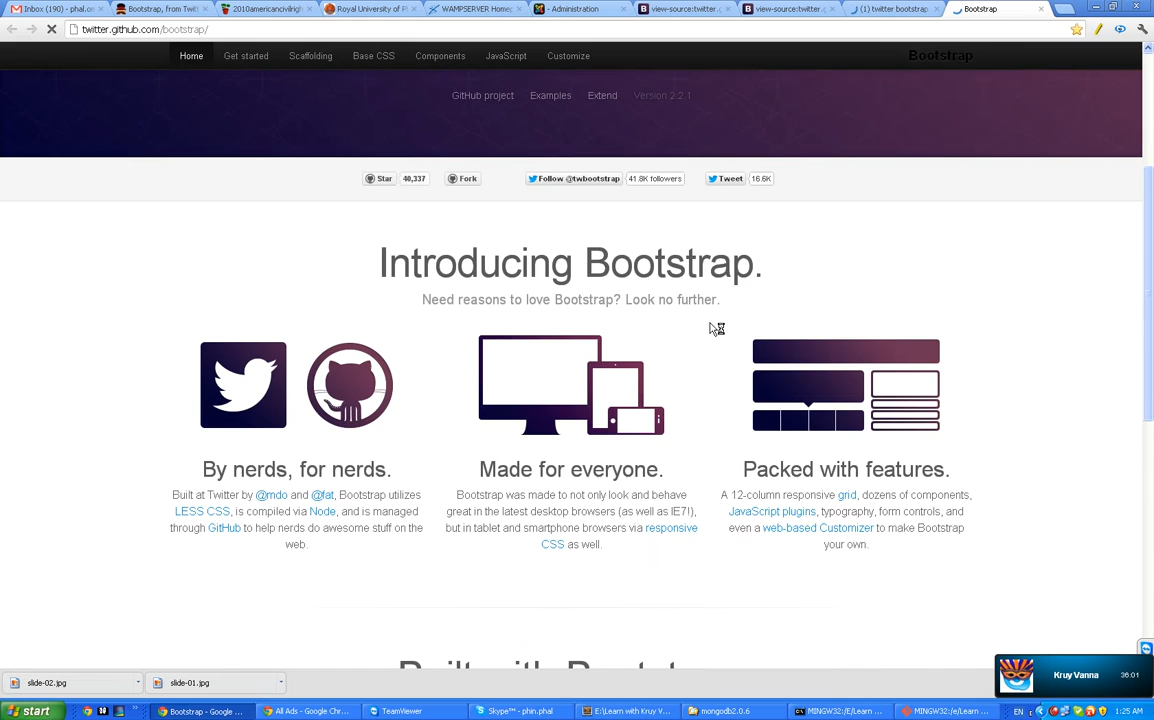 Inbox (190) - phal.os
Bootstrap, from Twit
2010americancivilrigh
Royal University of P
WAMPSERVER Homep
- Administration
view-source:twitter.g
view-source:twitter.g
(1) twitter bootstrap
Bootstrap
twitter.github.com/bootstrap/
Home Get started Scaffolding Base CSS Components JavaScript Customize Bootstrap
GitHub project Examples Extend Version 2.2.1
Star 40,337 Fork Follow @twbootstrap 41.8K followers Tweet 16.6K
Introducing Bootstrap.
Need reasons to love Bootstrap? Look no further.
By nerds, for nerds.
Built at Twitter by @mdo and @fat, Bootstrap utilizes
LESS CSS, is compiled via Node, and is managed
through GitHub to help nerds do awesome stuff on the
web.
Made for everyone.
Bootstrap was made to not only look and behave
great in the latest desktop browsers (as well as IE7!),
but in tablet and smartphone browsers via responsive
CSS as well.
Packed with features.
A 12-column responsive grid, dozens of components,
JavaScript plugins, typography, form controls, and
even a web-based Customizer to make Bootstrap
your own.
slide-02.jpg slide-01.jpg
Kruy Vanna 36:01
start Bootstrap - Google ... All Ads - Google Chr... TeamViewer Skype™ - phin.phal E:\Learn with Kruy V... mongodb2.0.6 MINGW32:/E/Learn ... MINGW32:/e/Learn ... EN 1:25 AM